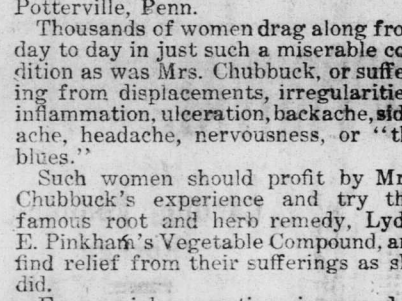 Potterville, Penn.
Thousands of women drag along fro
day to day in just such a miserable co
dition as was Mrs. Chubbuck, or suffe
ing from displacements, irregularitie
inflammation, ulceration, backache, sid
ache, headache, nervousness, or "t
blues."
Such women should profit by Mr
Chubbuck's experience and try th
famous root and herb remedy, Lyd
E. Pinkham's Vegetable Compound, a
find relief from their sufferings as s
did.